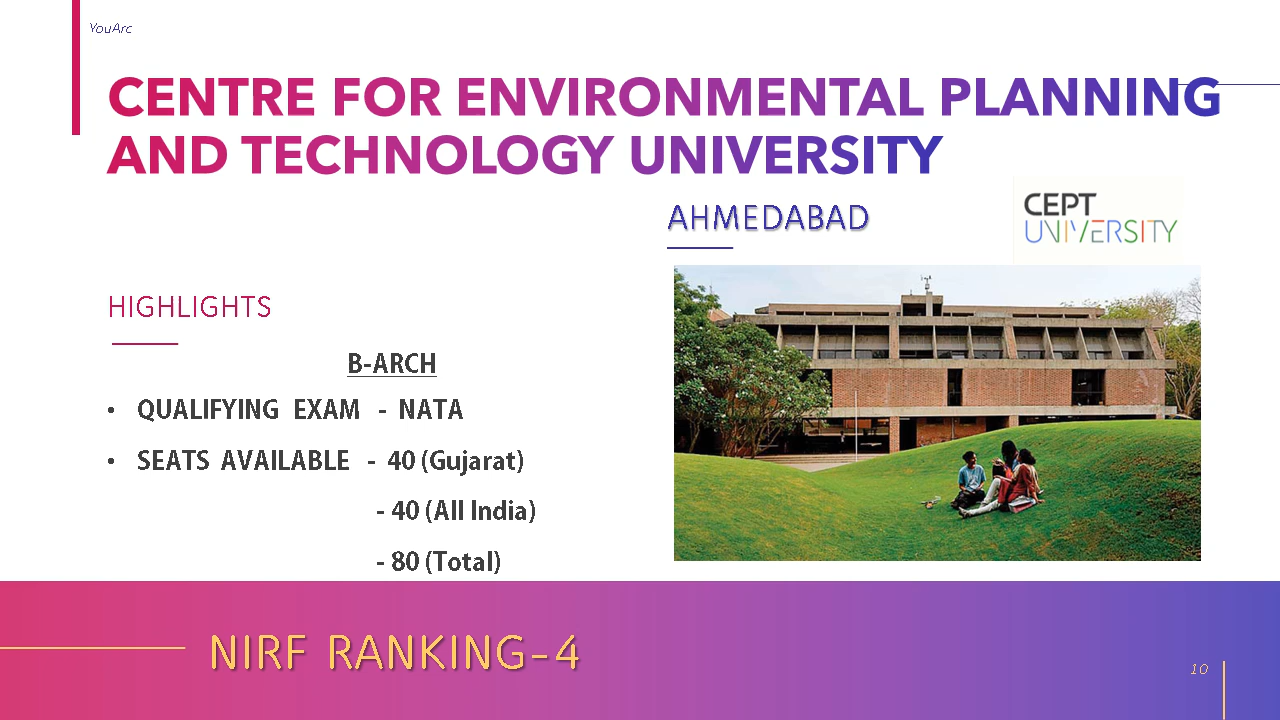 YouArc
CENTRE FOR ENVIRONMENTAL PLANNING
AND TECHNOLOGY UNIVERSITY
AHMEDABAD
CEPT
UNIVERSITY
HIGHLIGHTS
B-ARCH
• QUALIFYING EXAM - NATA
• SEATS AVAILABLE - 40 (Gujarat)
- 40 (All India)
- 80 (Total)
NIRF RANKING-4
10